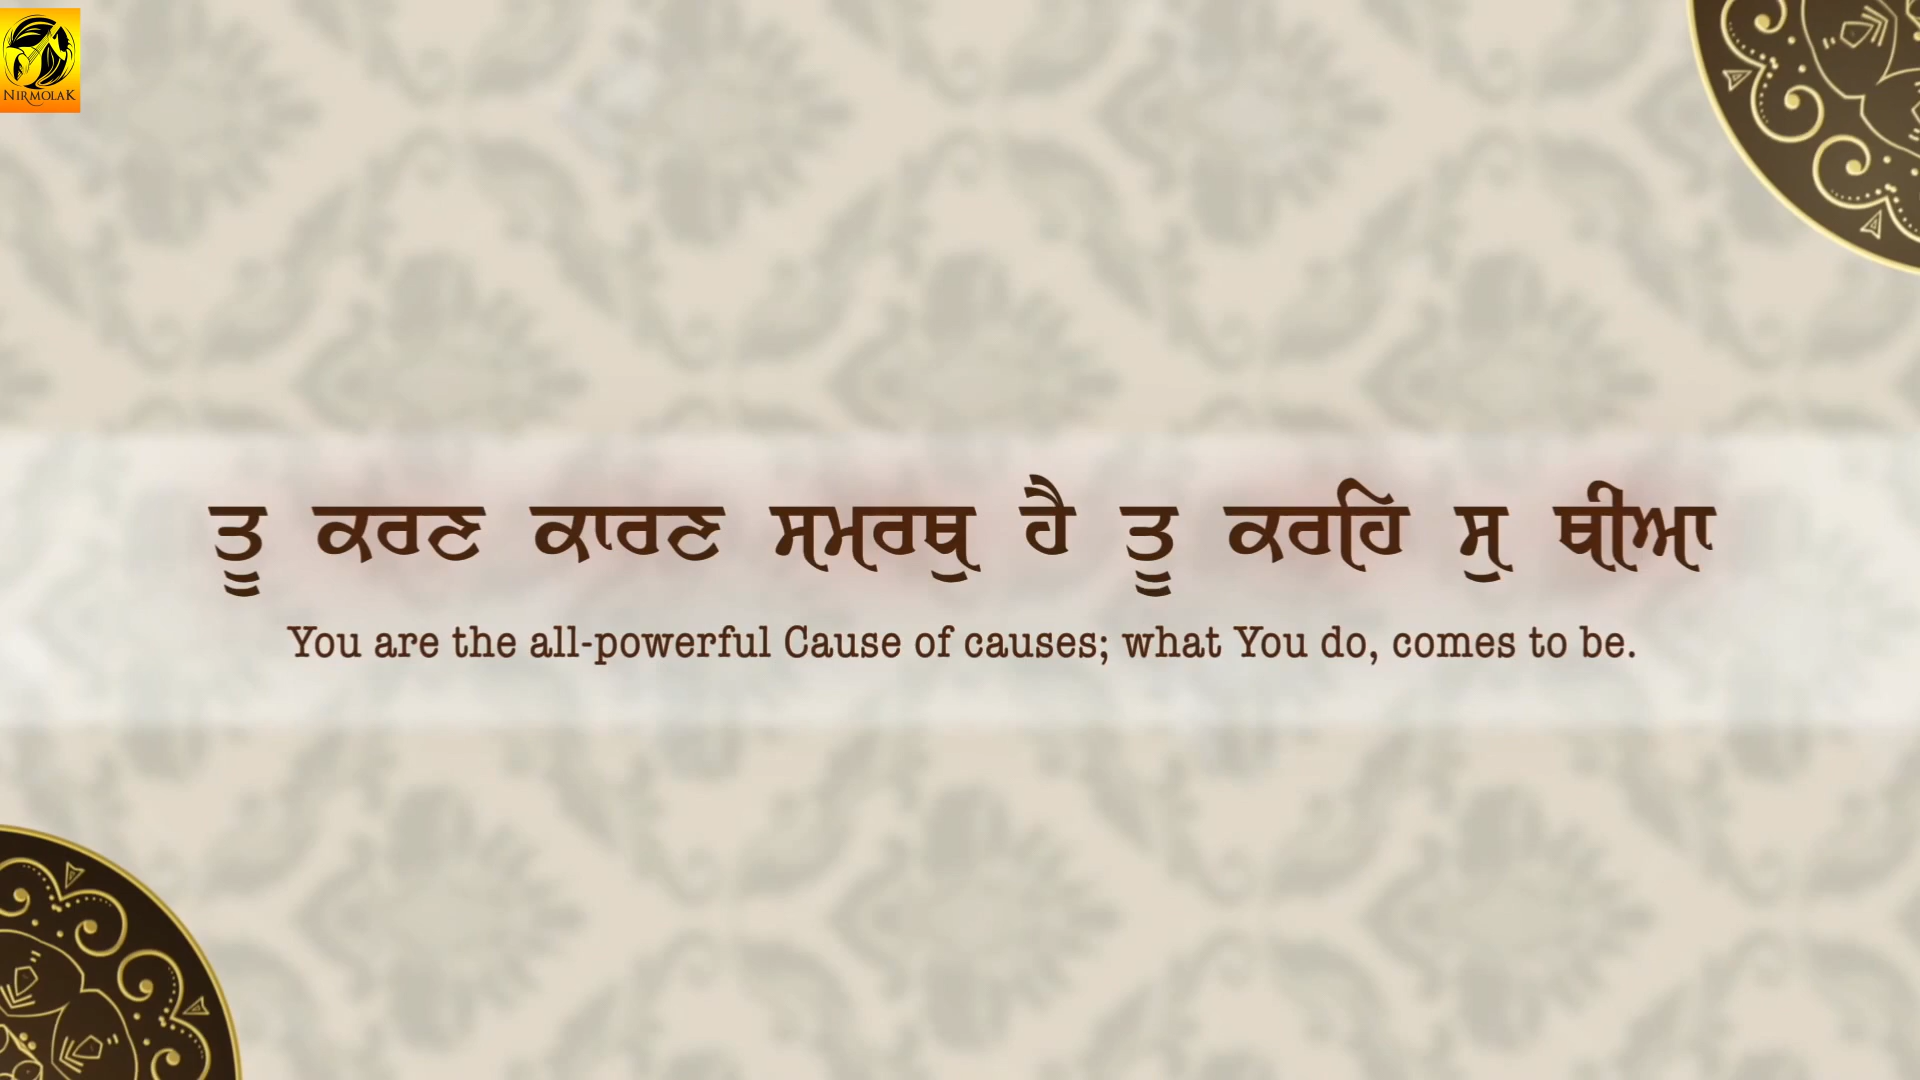 NIRMOLAK
ਤੂ ਕਰਣ ਕਾਰਣ ਸਮਰਥੁ ਹੈ ਤੂ ਕਰਹਿ ਸੁ ਥੀਆ
You are the all-powerful Cause of causes; what You do, comes to be.